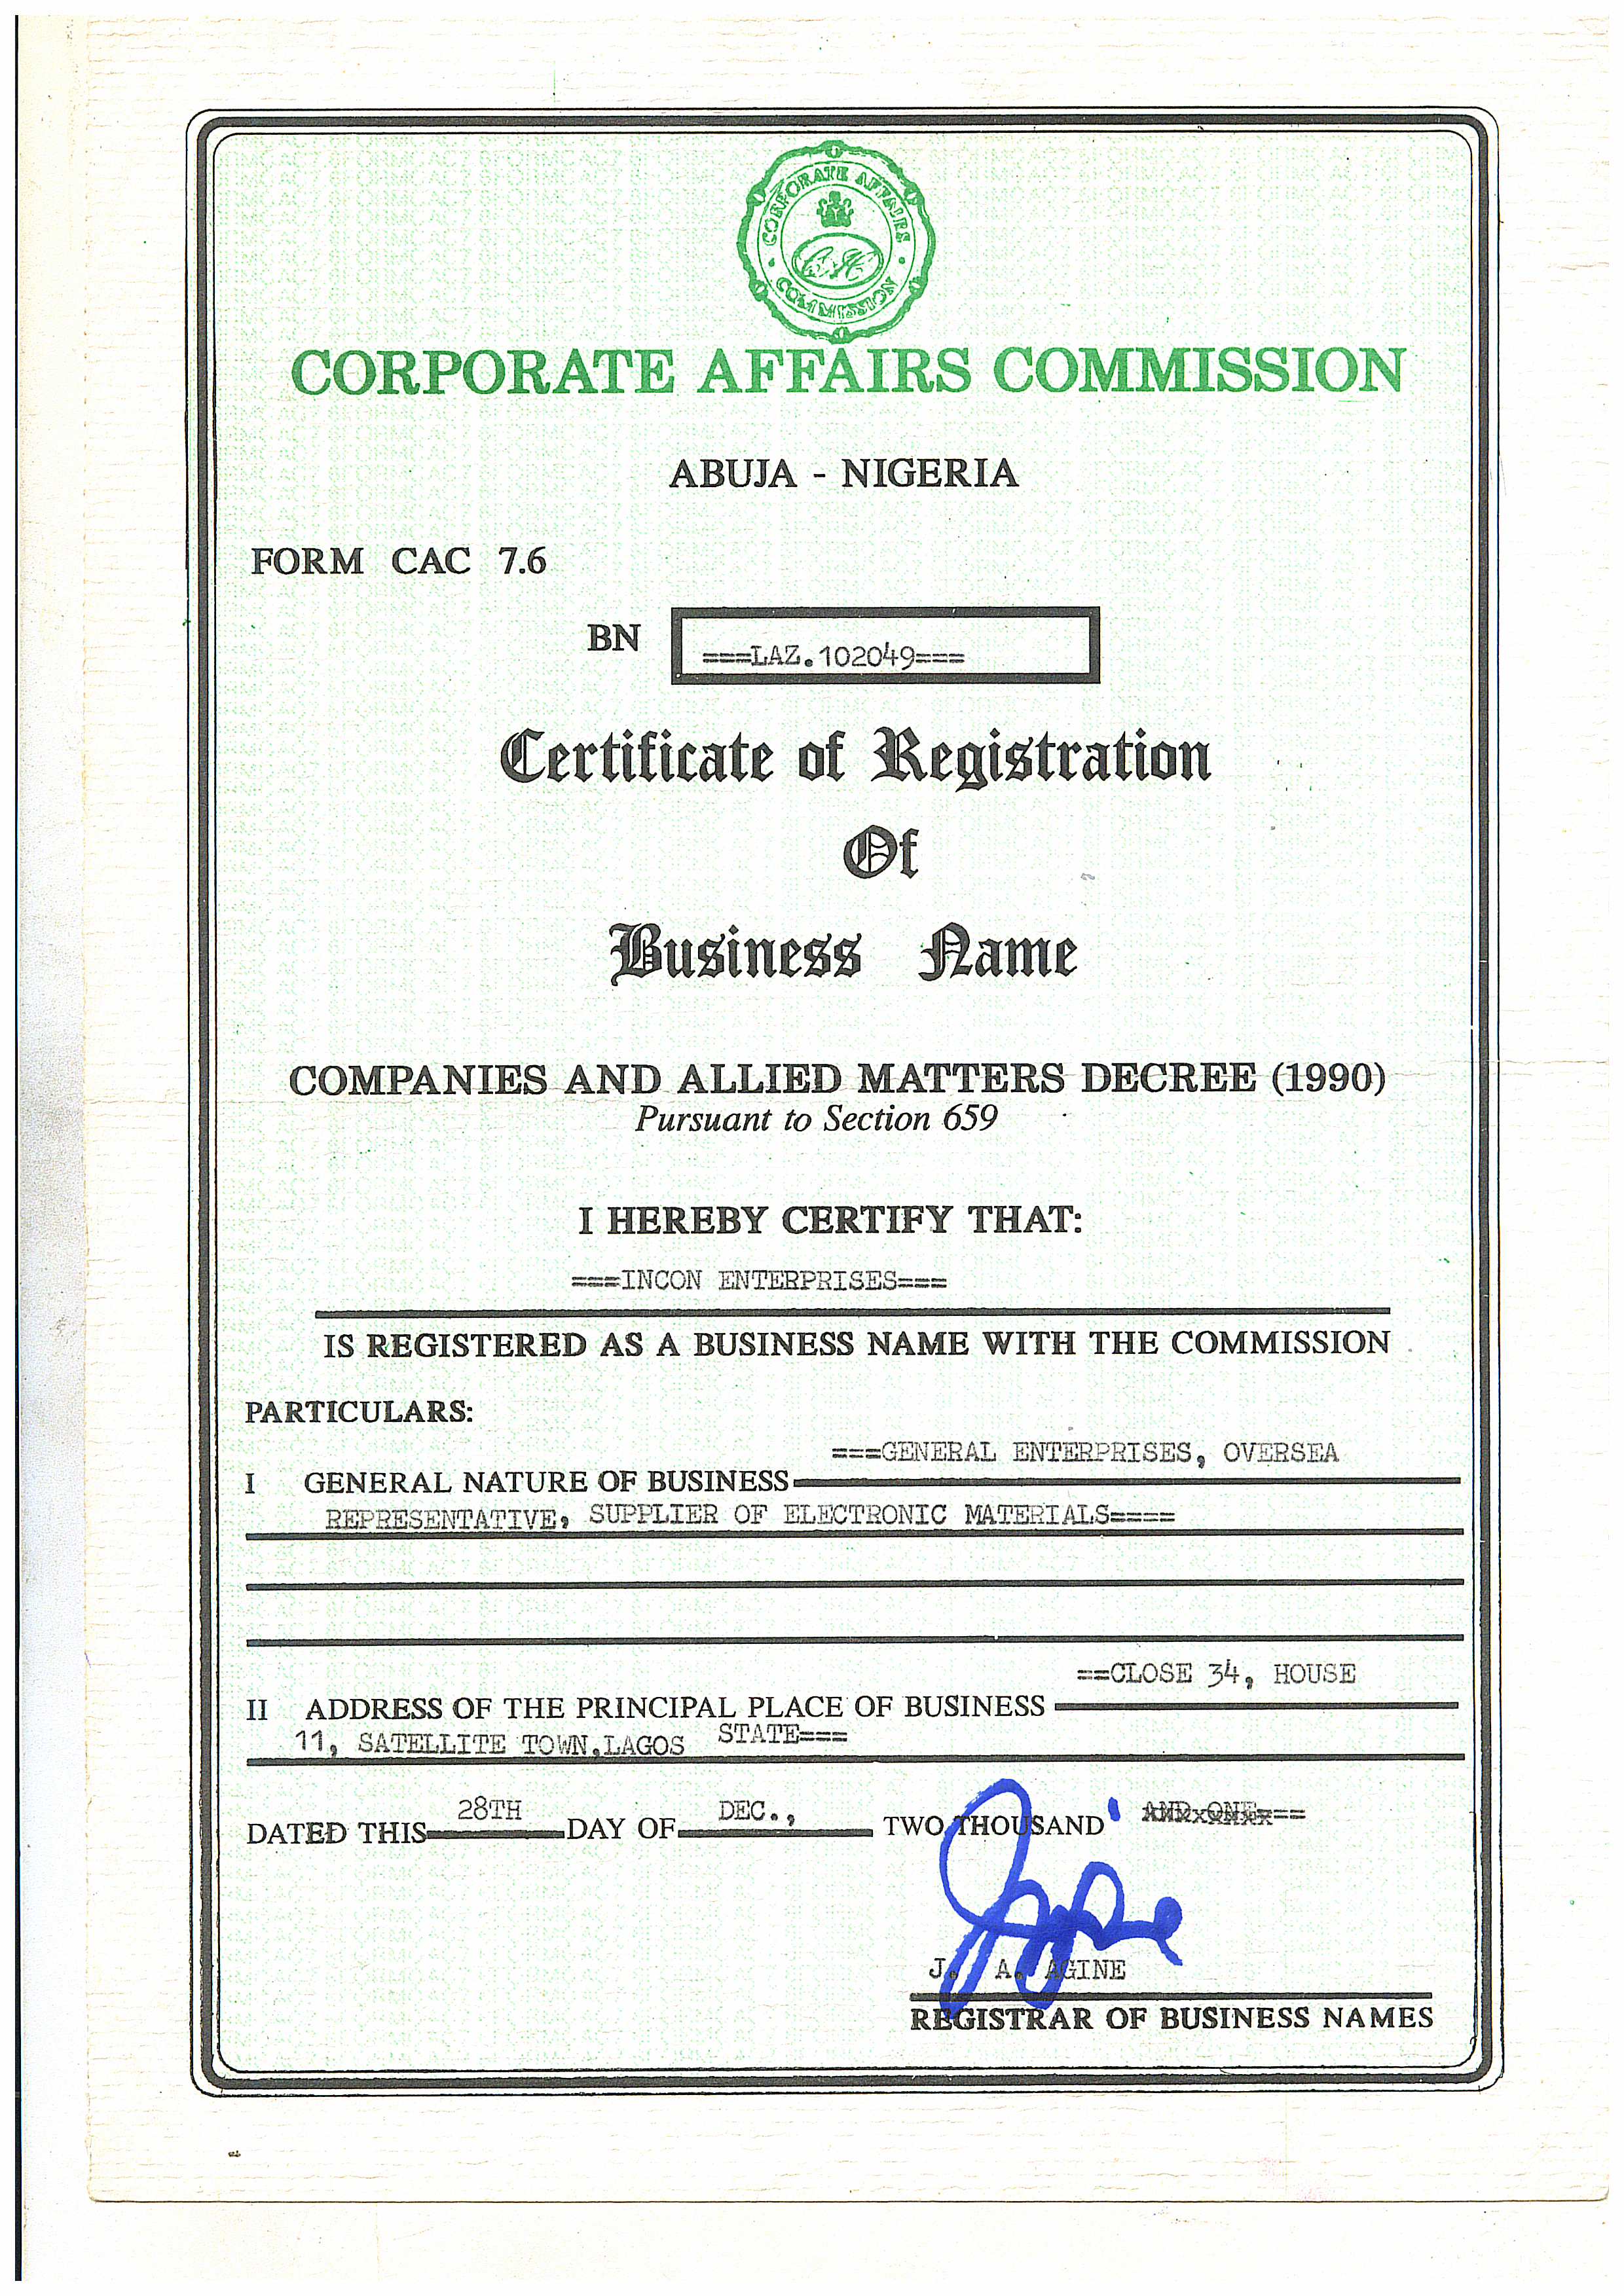 CORPORATE AFFAIRS
COMMISSION
CORPORATE AFFAIRS COMMISSION
ABUJA - NIGERIA
FORM CAC 7.6
BN ===LAZ.102049===
Certificate of Registration
Of
Business Name
COMPANIES AND ALLIED MATTERS DECREE (1990)
Pursuant to Section 659
I HEREBY CERTIFY THAT:
===INCON ENTERPRISES===
IS REGISTERED AS A BUSINESS NAME WITH THE COMMISSION
PARTICULARS:
===GENERAL ENTERPRISES, OVERSEA
I GENERAL NATURE OF BUSINESS
REPRESENTATIVE, SUPPLIER OF ELECTRONIC MATERIALS====
==CLOSE 34, HOUSE
II ADDRESS OF THE PRINCIPAL PLACE OF BUSINESS
11, SATELLITE TOWN,LAGOS STATE===
DATED THIS 28TH DAY OF DEC., TWO THOUSAND
J. A. AGINE
REGISTRAR OF BUSINESS NAMES